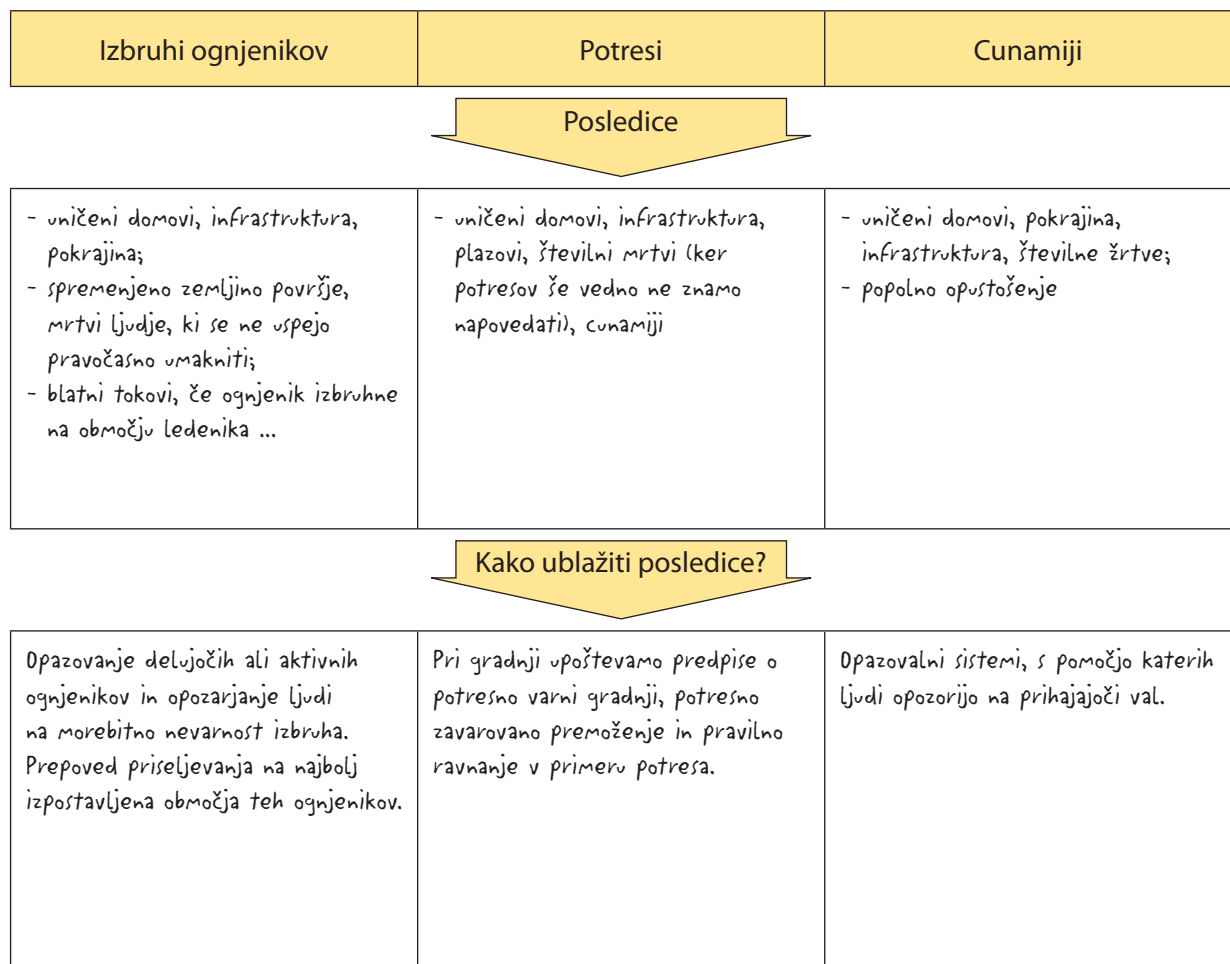 Izbruhi ognjenikov
Potresi
Cunamiji
Posledice
- uničeni domovi, infrastruktura,
pokrajina;
- spremenjeno zemljino površje,
mrtvi ljudje, ki se ne uspejo
pravočasno umakniti;
- blatni tokovi, če ognjenik izbruhne
na območju ledenika ...
- uničeni domovi, infrastruktura,
plazovi, številni mrtvi (ker
potresov še vedno ne znamo
napovedati), cunamiji
- uničeni domovi, pokrajina,
infrastruktura, številne žrtve;
- popolno opustošenje
Kako ublažiti posledice?
Opazovanje delujočih ali aktivnih
ognjenikov in opozarjanje ljudi
na morebitno nevarnost izbruha.
Prepoved priseljevanja na najbolj
izpostavljena območja teh ognjenikov.
Pri gradnji upoštevamo predpise o
potresno varni gradnji, potresno
zavarovano premoženje in pravilno
ravnanje v primeru potresa.
Opazovalni sistemi, s pomočjo katerih
ljudi opozorijo na prihajajoči val.